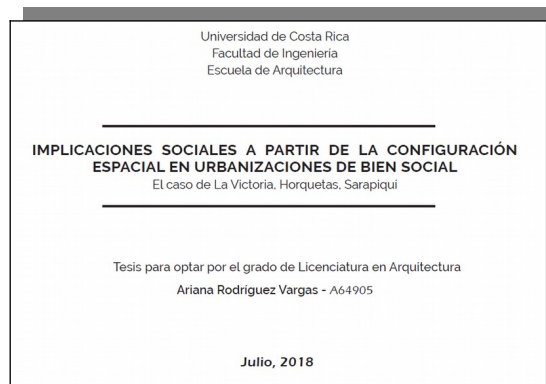 Universidad de Costa Rica
Facultad de Ingeniería
Escuela de Arquitectura
IMPLICACIONES SOCIALES A PARTIR DE LA CONFIGURACIÓN
ESPACIAL EN URBANIZACIONES DE BIEN SOCIAL
El caso de La Victoria, Horquetas, Sarapiquí
Tesis para optar por el grado de Licenciatura en Arquitectura
Ariana Rodríguez Vargas - A64905
Julio, 2018